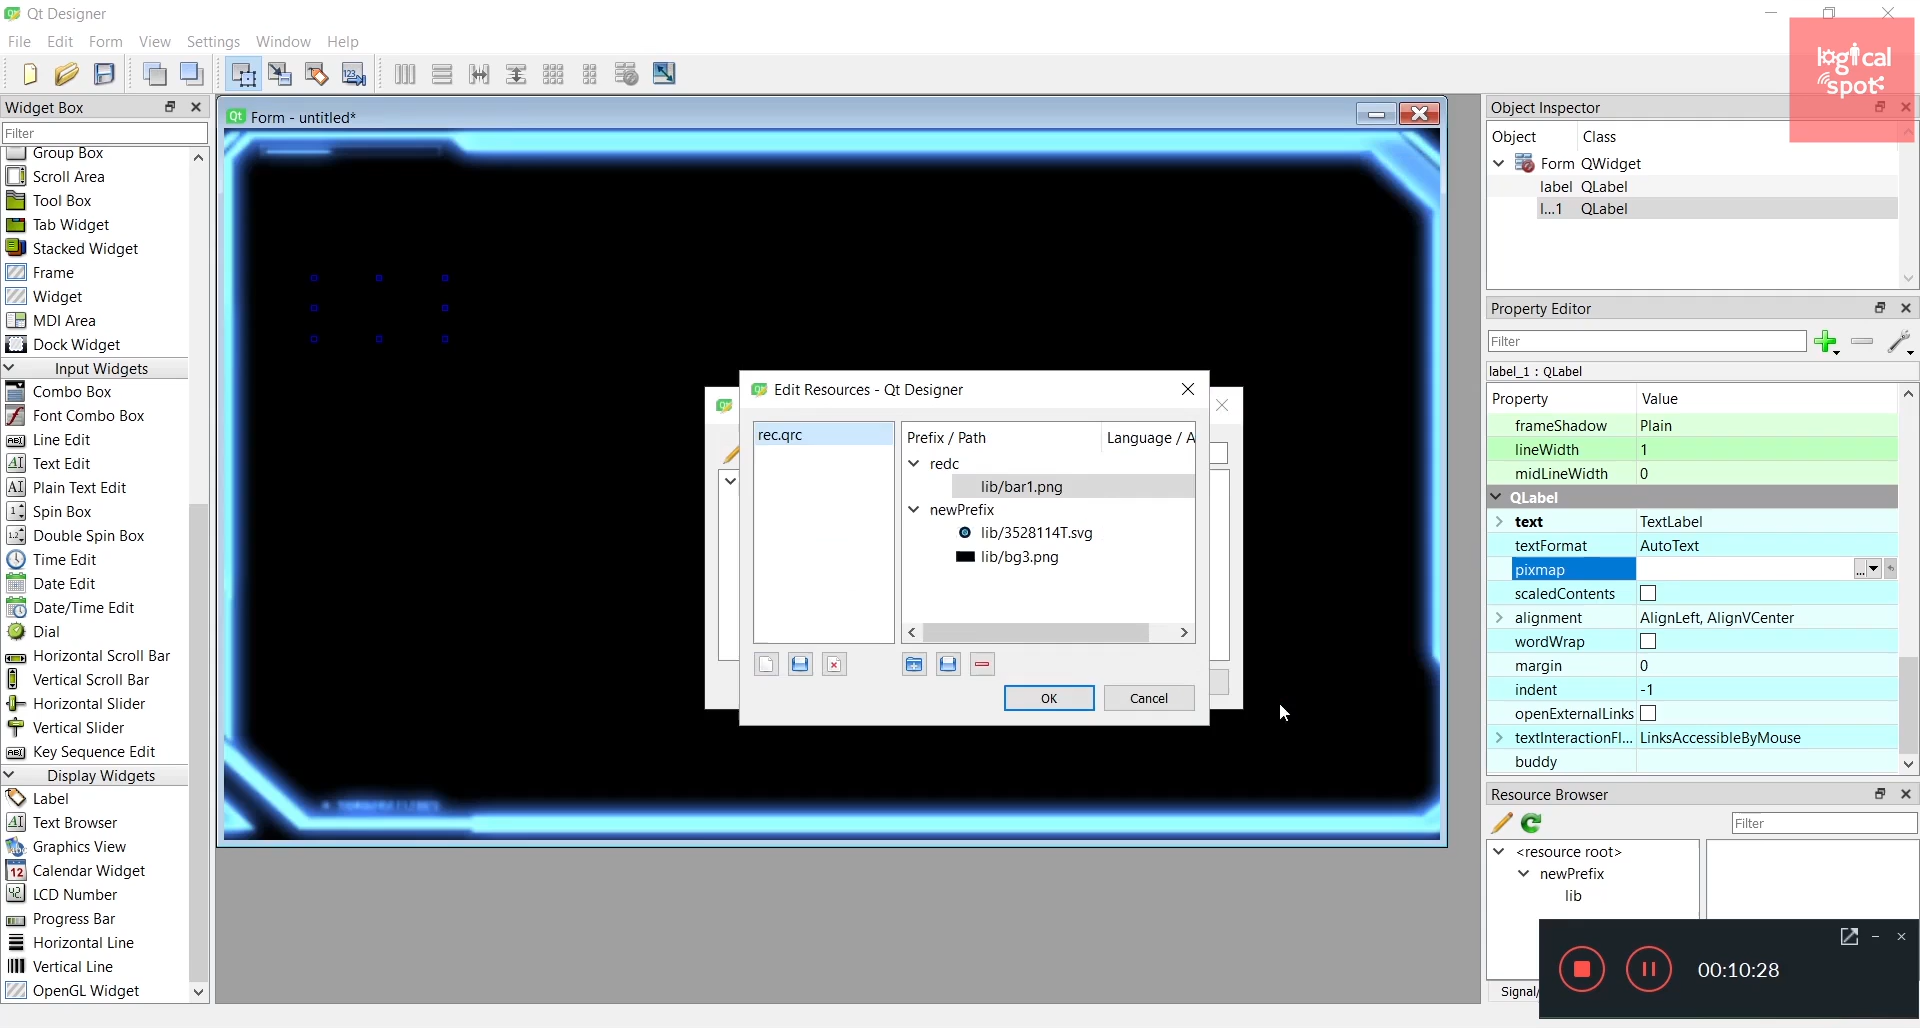 Qt Designer
File Edit Form View Settings Window Help
logical
spot
Widget Box
Filter
Group Box
Scroll Area
Tool Box
Tab Widget
Stacked Widget
Frame
Widget
MDI Area
Dock Widget
Input Widgets
Combo Box
Font Combo Box
Line Edit
Text Edit
Plain Text Edit
Spin Box
Double Spin Box
Time Edit
Date Edit
Date/Time Edit
Dial
Horizontal Scroll Bar
Vertical Scroll Bar
Horizontal Slider
Vertical Slider
Key Sequence Edit
Display Widgets
Label
Text Browser
Graphics View
Calendar Widget
LCD Number
Progress Bar
Horizontal Line
Vertical Line
OpenGL Widget
Form - untitled*
Edit Resources - Qt Designer
rec.qrc
Prefix / Path Language / A
redc
lib/bar1.png
newPrefix
lib/3528114T.svg
lib/bg3.png
OK Cancel
Object Inspector
Object Class
Form QWidget
label QLabel
l...1 QLabel
Property Editor
Filter
label_1 : QLabel
Property Value
frameShadow Plain
lineWidth 1
midLineWidth 0
QLabel
text TextLabel
textFormat AutoText
pixmap ...
scaledContents
alignment AlignLeft, AlignVCenter
wordWrap
margin 0
indent -1
openExternalLinks
textInteractionFl... LinksAccessibleByMouse
buddy
Resource Browser
Filter
<resource root>
newPrefix
lib
Signal/
00:10:28